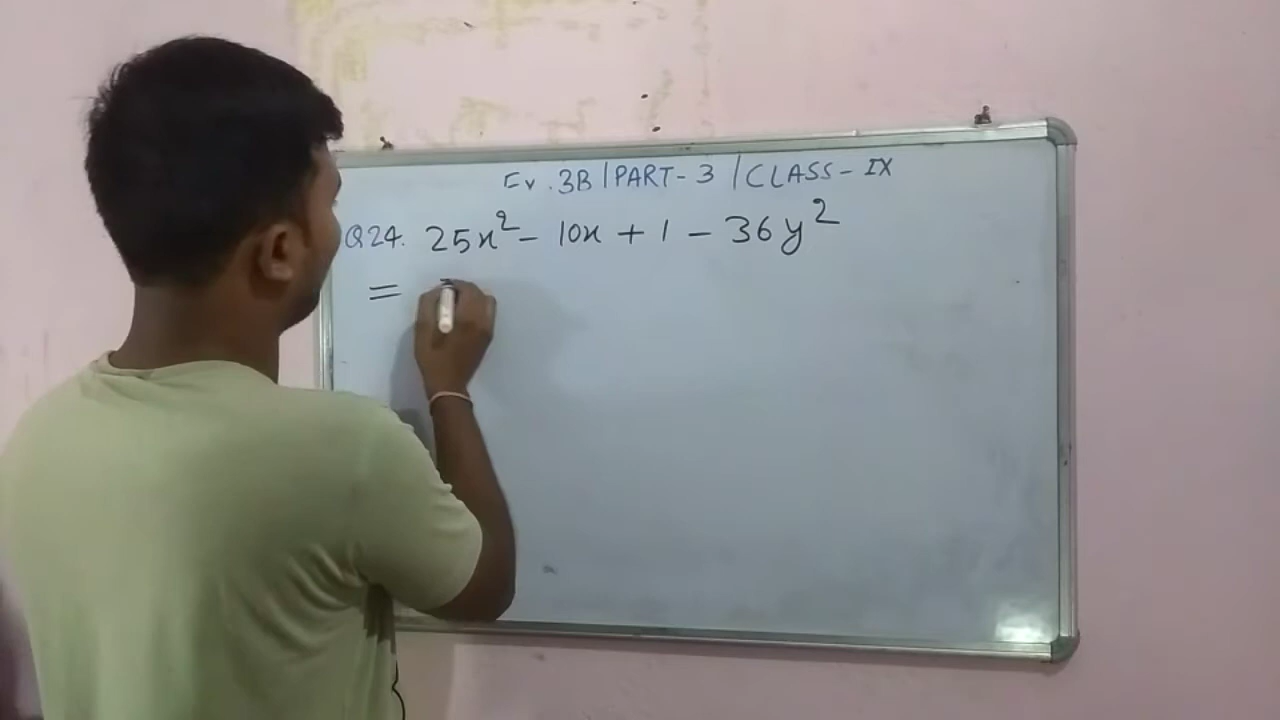 Ex. 3B | PART - 3 | CLASS - IX
Q24. 25x² - 10x + 1 - 36y²
=